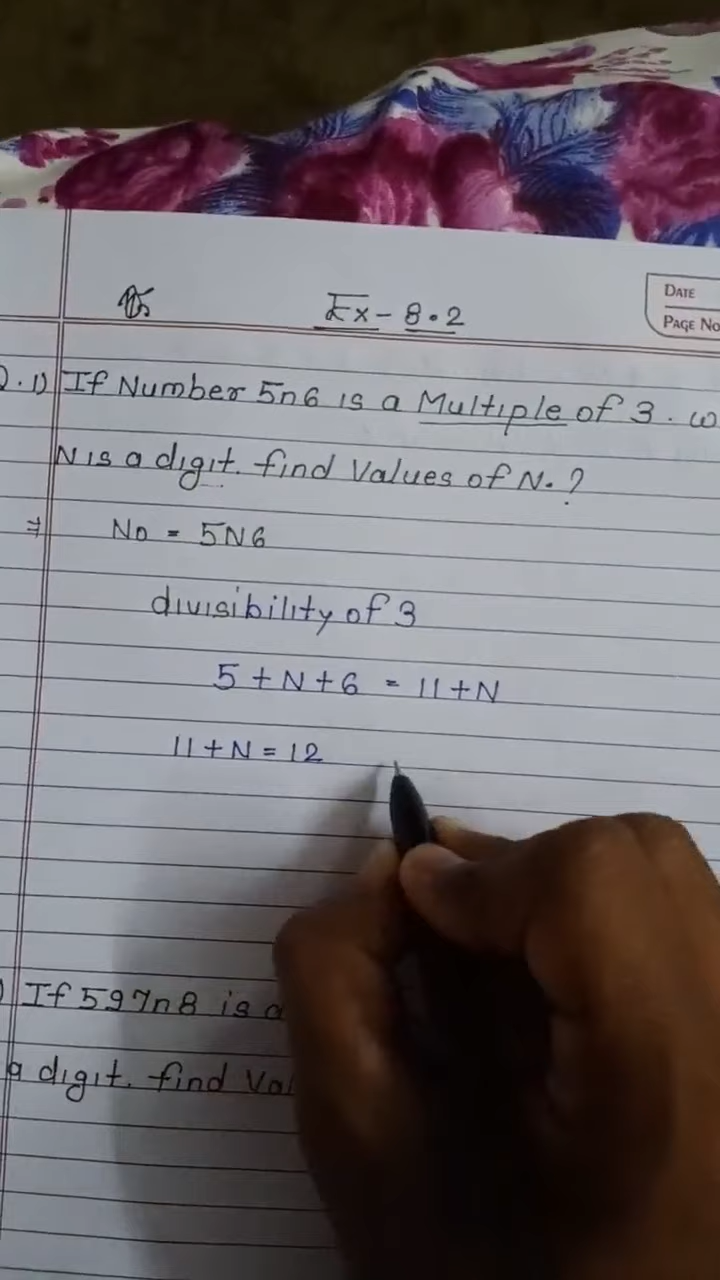 Ex-8.2
DATE
PAGE No
Q.1) If Number 5n6 is a Multiple of 3. w
N is a digit. find Values of N.?
⇒ No = 5N6
divisibility of 3
5+N+6 = 11+N
11+N=12
) If 597n8 is a
a digit. find Val